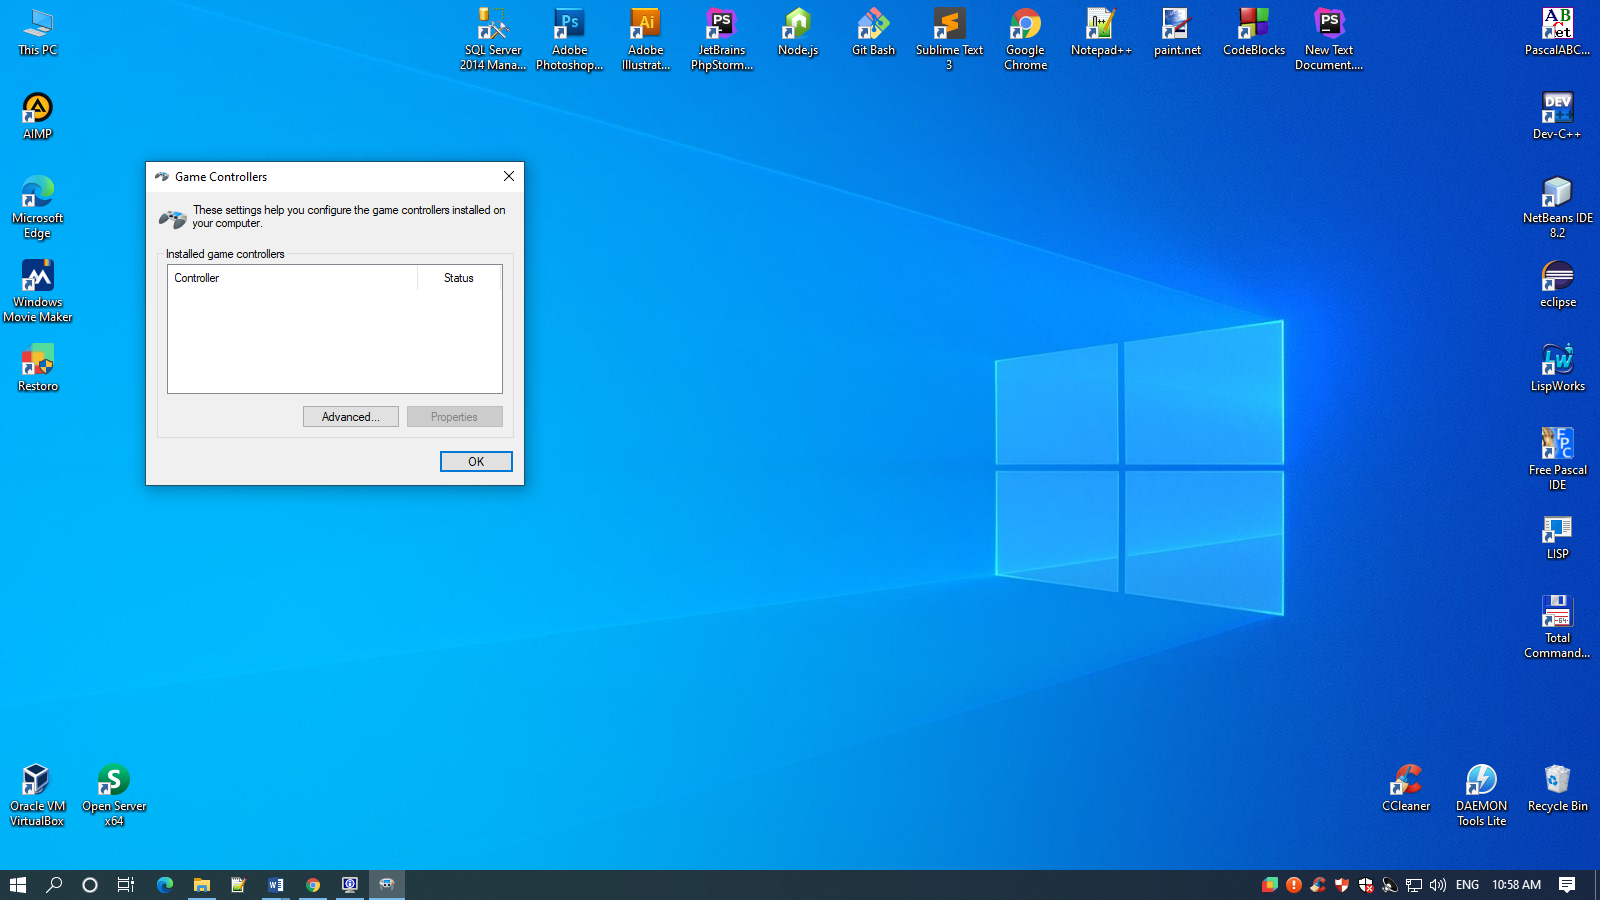 This PC
SQL Server
2014 Mana...
Adobe
Photoshop...
Adobe
Illustrat...
JetBrains
PhpStorm...
Node.js
Git Bash
Sublime Text
3
Google
Chrome
Notepad++
paint.net
CodeBlocks
New Text
Document....
PascalABC...
AIMP
Dev-C++
Microsoft
Edge
NetBeans IDE
8.2
Windows
Movie Maker
eclipse
Restoro
LispWorks
Free Pascal
IDE
LISP
Total
Command...
Game Controllers
These settings help you configure the game controllers installed on
your computer.
Installed game controllers
Controller
Status
Advanced...
Properties
OK
Oracle VM
VirtualBox
Open Server
x64
CCleaner
DAEMON
Tools Lite
Recycle Bin
ENG
10:58 AM